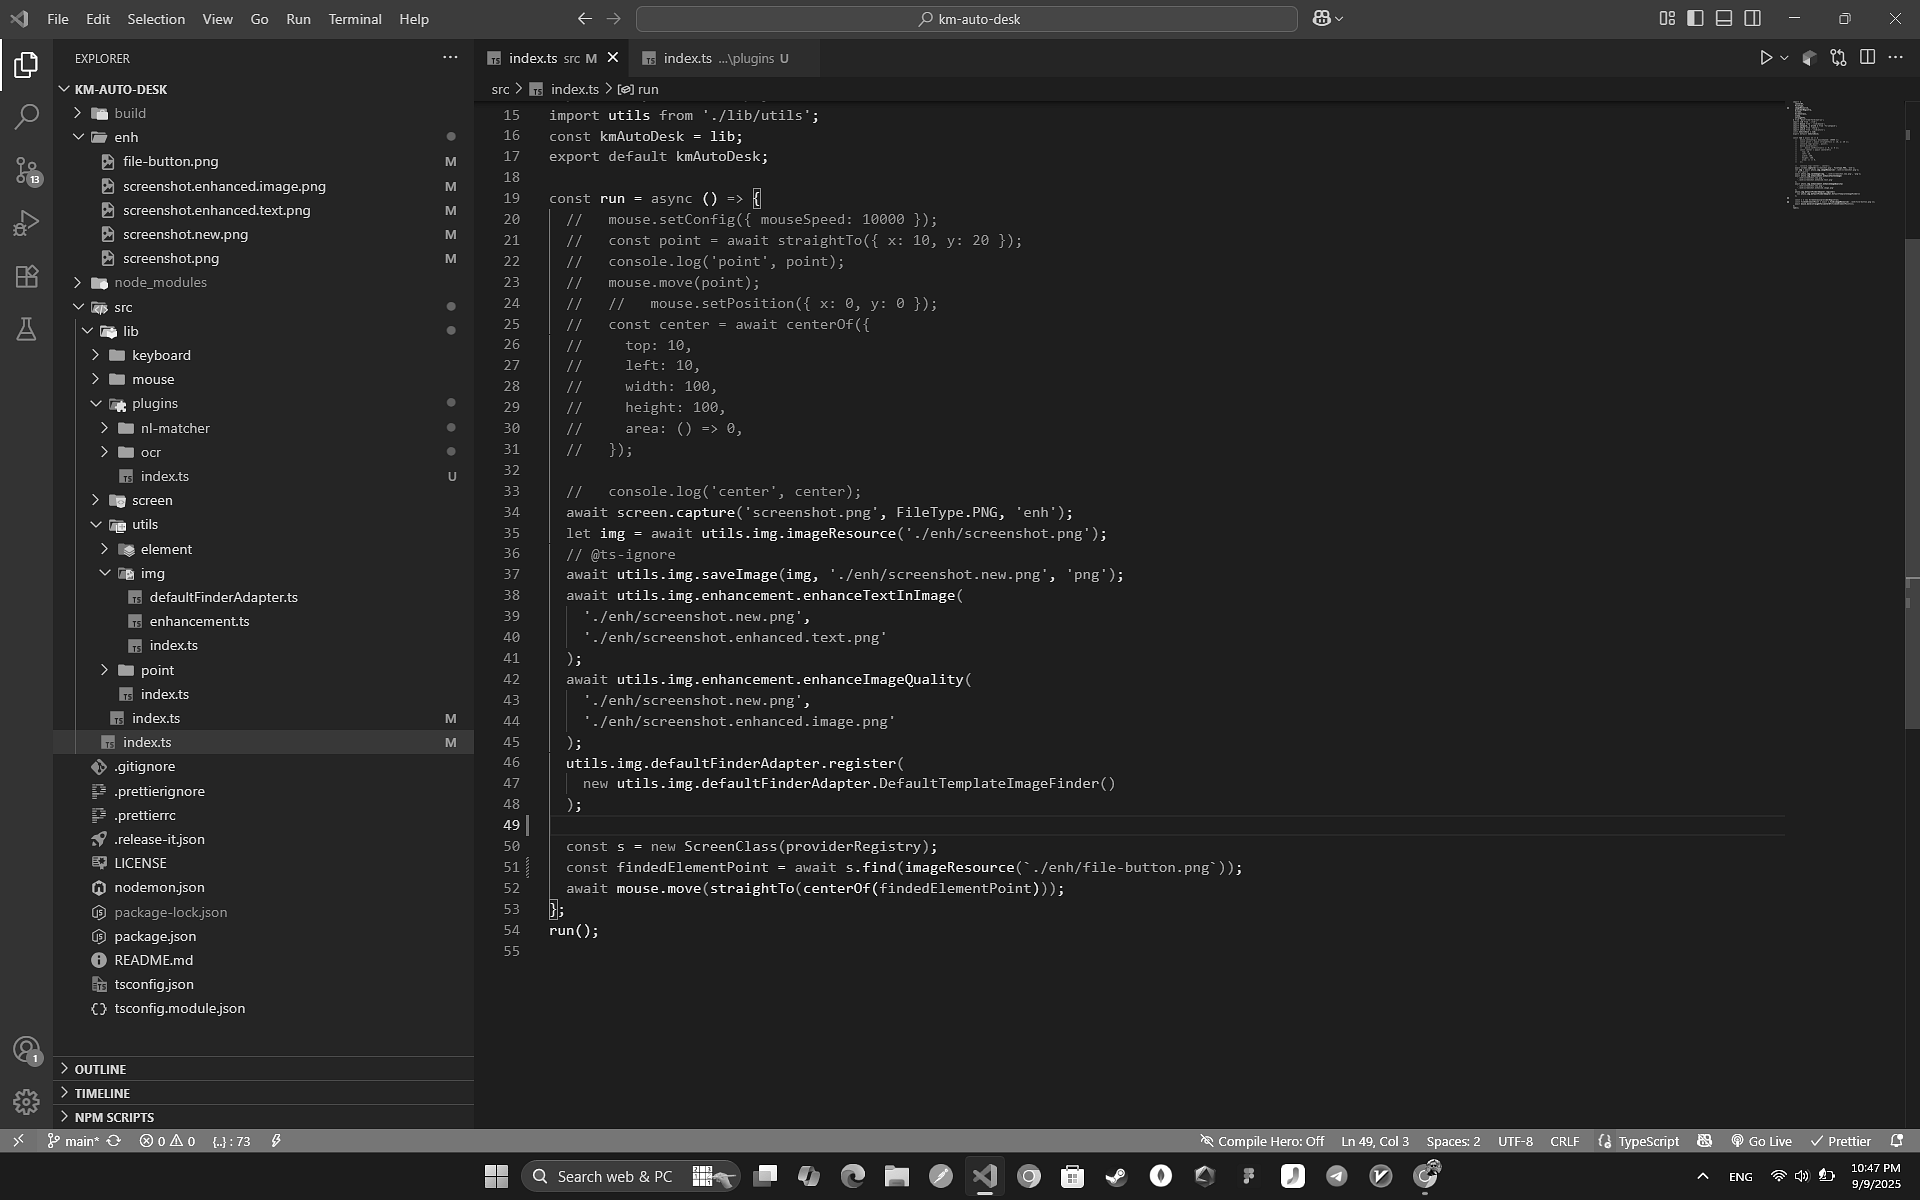 File Edit Selection View Go Run Terminal Help
km-auto-desk
EXPLORER
KM-AUTO-DESK
build
enh
file-button.png M
screenshot.enhanced.image.png M
screenshot.enhanced.text.png M
screenshot.new.png M
screenshot.png M
node_modules
src
lib
keyboard
mouse
plugins
nl-matcher
ocr
index.ts U
screen
utils
element
img
defaultFinderAdapter.ts
enhancement.ts
index.ts
point
index.ts
index.ts M
index.ts M
.gitignore
.prettierignore
.prettierrc
.release-it.json
LICENSE
nodemon.json
package-lock.json
package.json
README.md
tsconfig.json
tsconfig.module.json
OUTLINE
TIMELINE
NPM SCRIPTS
13
1
index.ts src M
index.ts ...\plugins U
src > index.ts > run
15 import utils from './lib/utils';
16 const kmAutoDesk = lib;
17 export default kmAutoDesk;
18
19 const run = async () => {
20 //   mouse.setConfig({ mouseSpeed: 10000 });
21 //   const point = await straightTo({ x: 10, y: 20 });
22 //   console.log('point', point);
23 //   mouse.move(point);
24 //   //   mouse.setPosition({ x: 0, y: 0 });
25 //   const center = await centerOf({
26 //     top: 10,
27 //     left: 10,
28 //     width: 100,
29 //     height: 100,
30 //     area: () => 0,
31 //   });
32
33 //   console.log('center', center);
34 await screen.capture('screenshot.png', FileType.PNG, 'enh');
35 let img = await utils.img.imageResource('./enh/screenshot.png');
36 // @ts-ignore
37 await utils.img.saveImage(img, './enh/screenshot.new.png', 'png');
38 await utils.img.enhancement.enhanceTextInImage(
39 './enh/screenshot.new.png',
40 './enh/screenshot.enhanced.text.png'
41 );
42 await utils.img.enhancement.enhanceImageQuality(
43 './enh/screenshot.new.png',
44 './enh/screenshot.enhanced.image.png'
45 );
46 utils.img.defaultFinderAdapter.register(
47 new utils.img.defaultFinderAdapter.DefaultTemplateImageFinder()
48 );
49
50 const s = new ScreenClass(providerRegistry);
51 const findedElementPoint = await s.find(imageResource(`./enh/file-button.png`));
52 await mouse.move(straightTo(centerOf(findedElementPoint)));
53 };
54 run();
55
main* 0 0 {..} : 73 Compile Hero: Off Ln 49, Col 3 Spaces: 2 UTF-8 CRLF TypeScript Go Live Prettier
Search web & PC
ENG
10:47 PM
9/9/2025